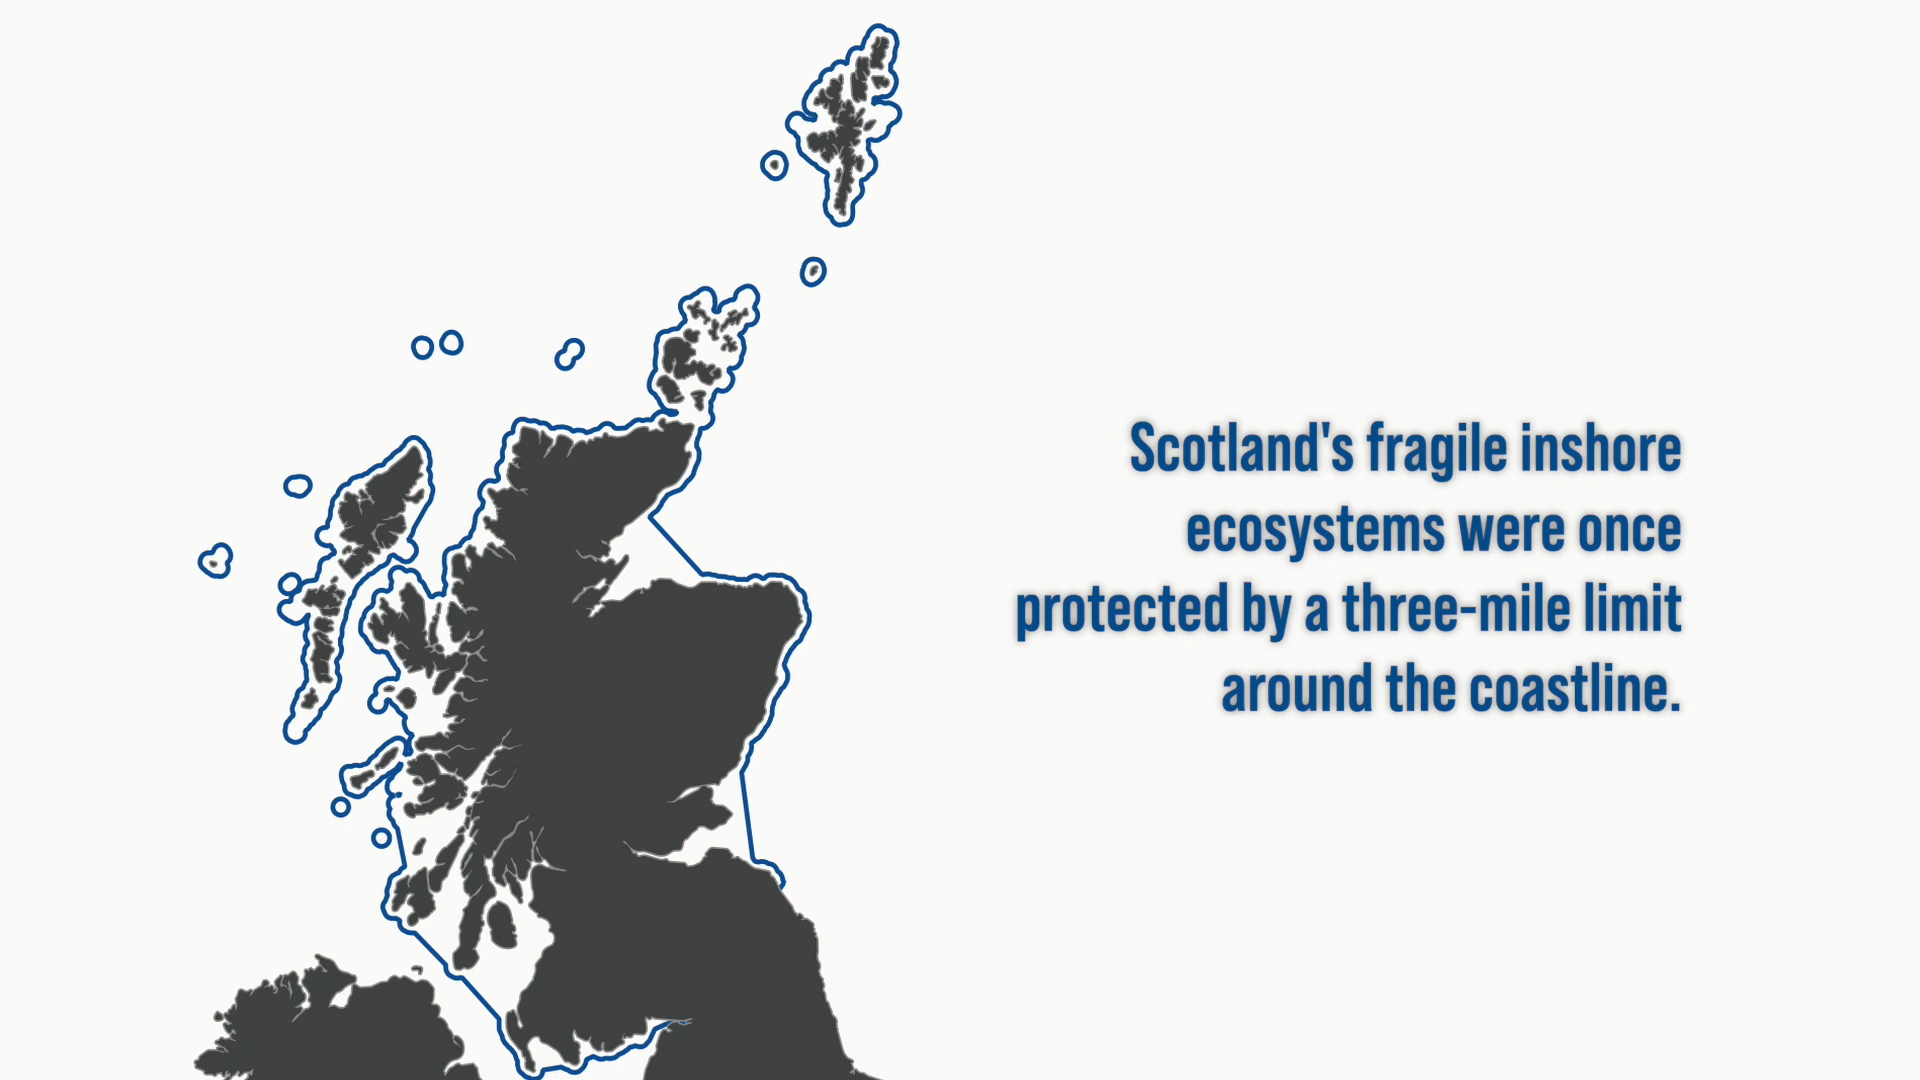 Scotland's fragile inshore
ecosystems were once
protected by a three-mile limit
around the coastline.